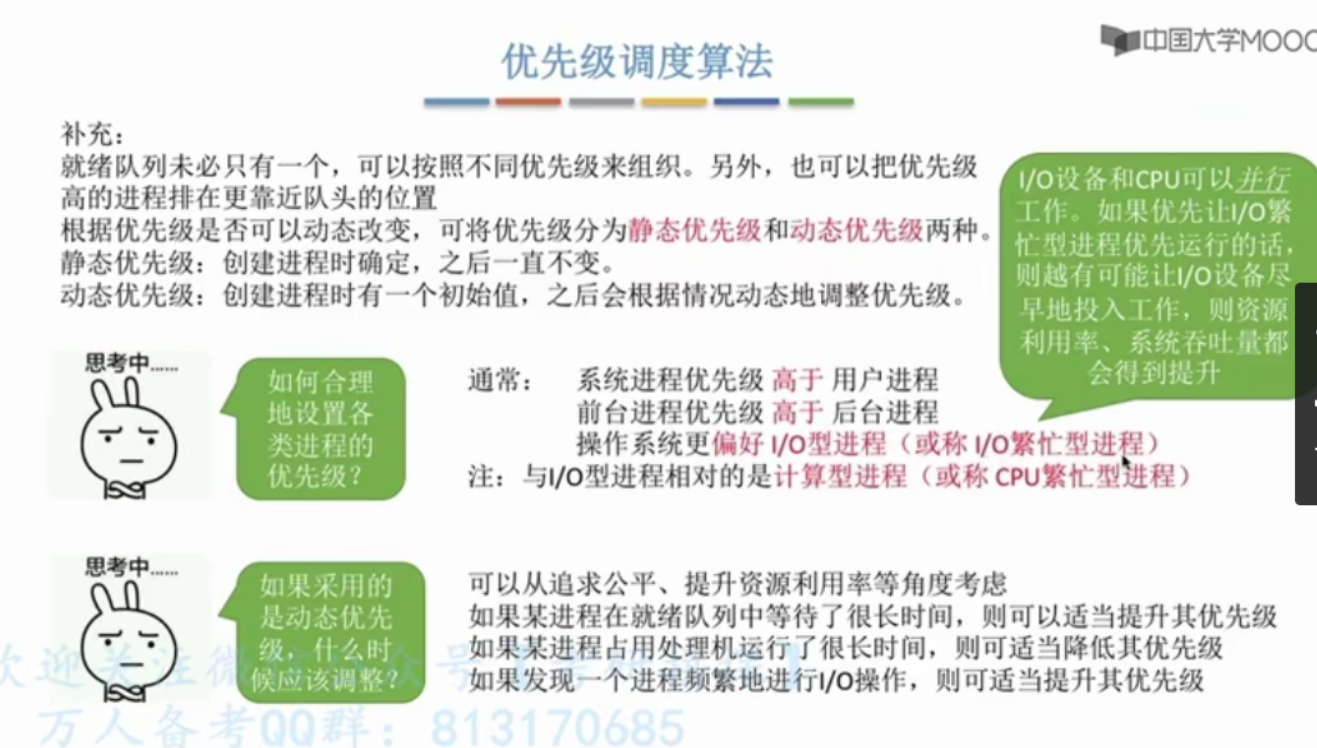 中国大学MOOC
优先级调度算法
补充：
就绪队列未必只有一个，可以按照不同优先级来组织。另外，也可以把优先级
高的进程排在更靠近队头的位置
根据优先级是否可以动态改变，可将优先级分为静态优先级和动态优先级两种。
静态优先级：创建进程时确定，之后一直不变。
动态优先级：创建进程时有一个初始值，之后会根据情况动态地调整优先级。
I/O设备和CPU可以并行
工作。如果优先让I/O繁
忙型进程优先运行的话，
则越有可能让I/O设备尽
早地投入工作，则资源
利用率、系统吞吐量都
会得到提升
思考中......
如何合理
地设置各
类进程的
优先级？
通常： 系统进程优先级 高于 用户进程
前台进程优先级 高于 后台进程
操作系统更偏好 I/O型进程（或称 I/O繁忙型进程）
注：与I/O型进程相对的是计算型进程（或称 CPU繁忙型进程）
思考中......
如果采用的
是动态优先
级，什么时
候应该调整？
可以从追求公平、提升资源利用率等角度考虑
如果某进程在就绪队列中等待了很长时间，则可以适当提升其优先级
如果某进程占用处理机运行了很长时间，则可适当降低其优先级
如果发现一个进程频繁地进行I/O操作，则可适当提升其优先级
欢迎关注微 众号
万人备考QQ群：813170685